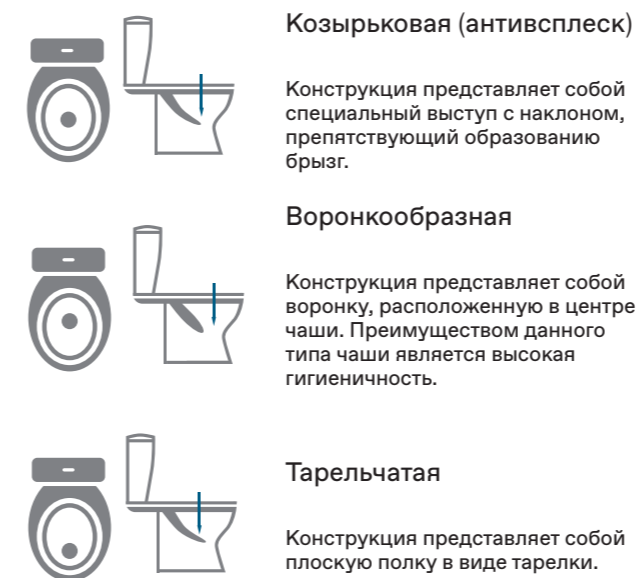 Козырьковая (антивсплеск)
Конструкция представляет собой
специальный выступ с наклоном,
препятствующий образованию
брызг.
Воронкообразная
Конструкция представляет собой
воронку, расположенную в центре
чаши. Преимуществом данного
типа чаши является высокая
гигиеничность.
Тарельчатая
Конструкция представляет собой
плоскую полку в виде тарелки.